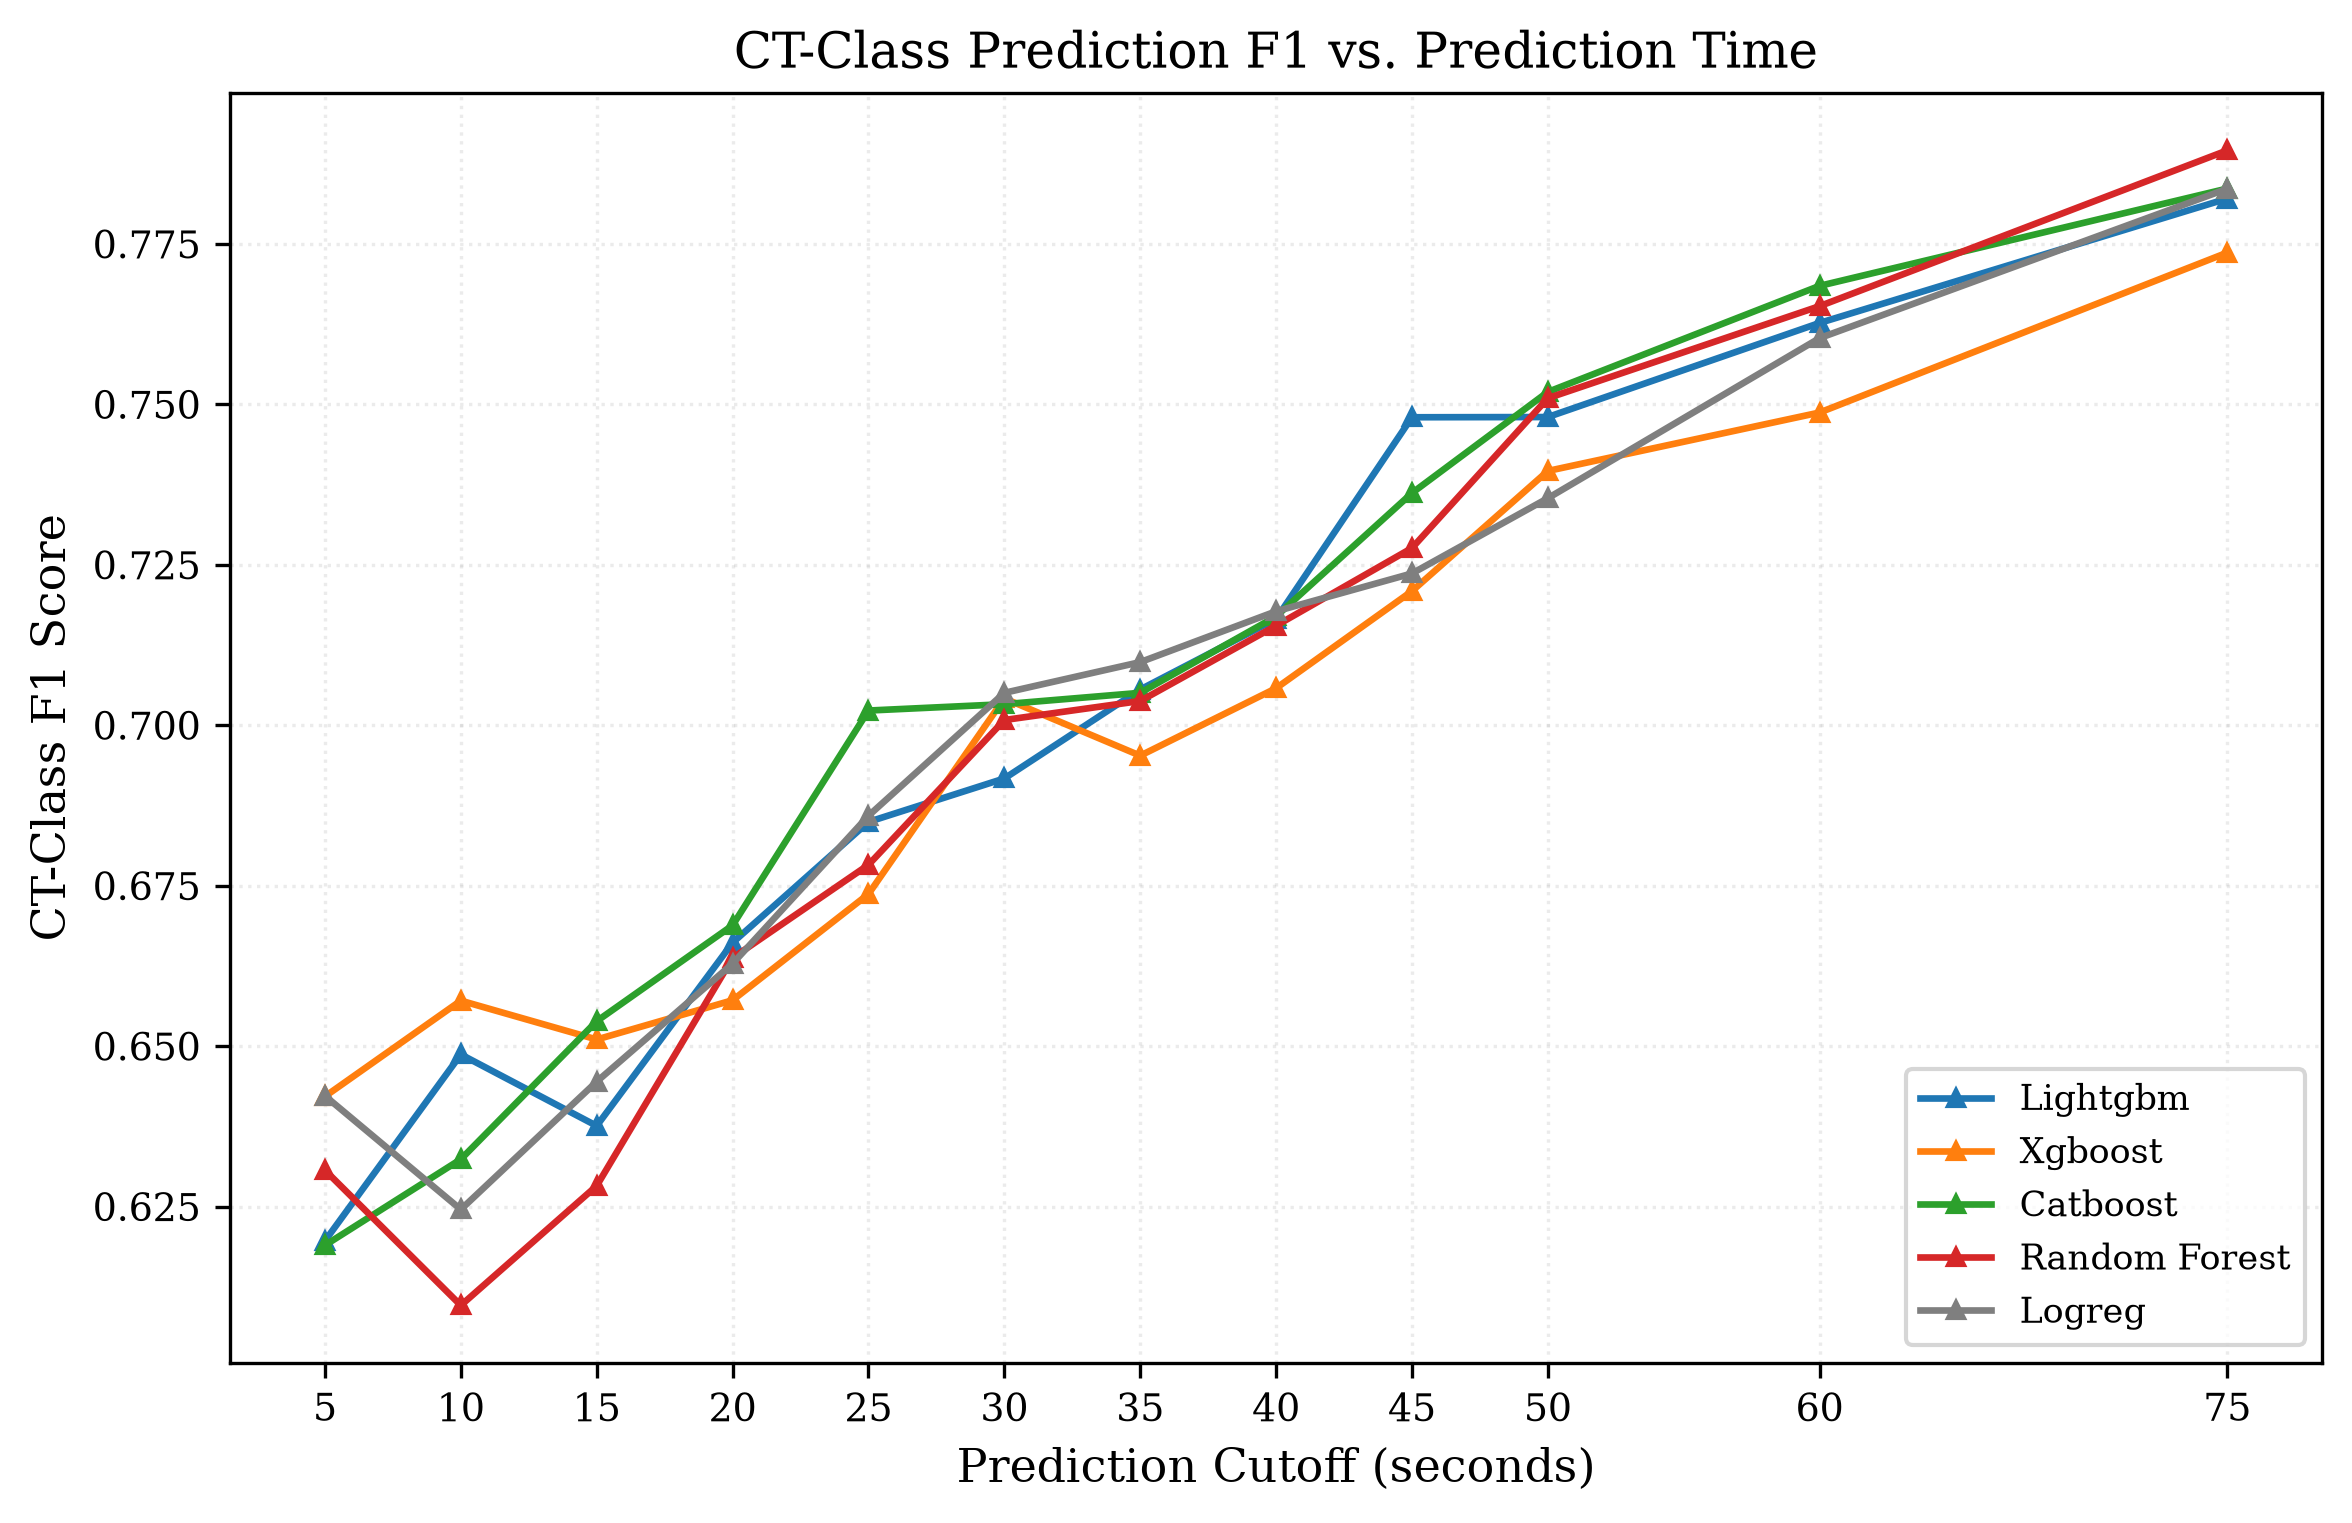 CT-Class Prediction F1 vs. Prediction Time
CT-Class F1 Score
0.775
0.750
0.725
0.700
0.675
0.650
0.625
5 10 15 20 25 30 35 40 45 50 60 75
Prediction Cutoff (seconds)
Lightgbm
Xgboost
Catboost
Random Forest
Logreg